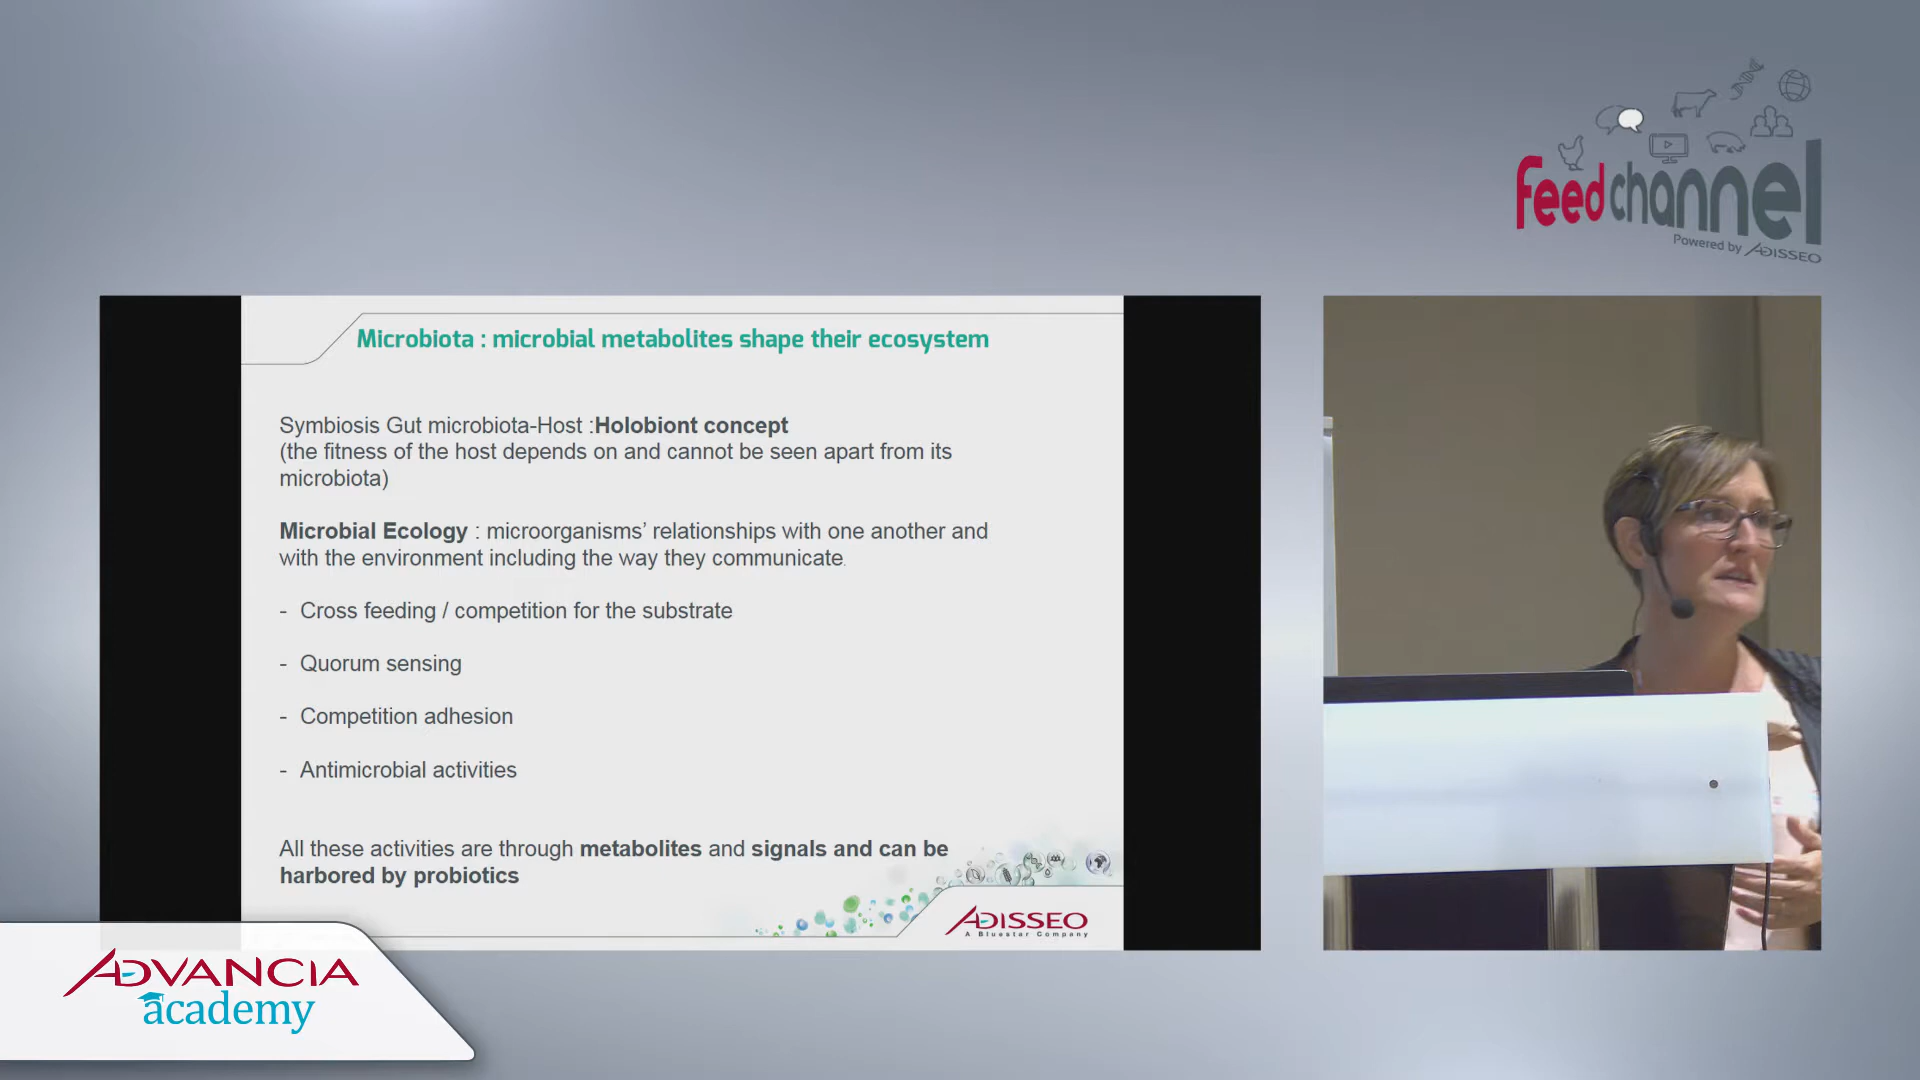 feedchannel
Powered by ADISSEO
Microbiota : microbial metabolites shape their ecosystem
Symbiosis Gut microbiota-Host :Holobiont concept
(the fitness of the host depends on and cannot be seen apart from its
microbiota)
Microbial Ecology : microorganisms’ relationships with one another and
with the environment including the way they communicate.
- Cross feeding / competition for the substrate
- Quorum sensing
- Competition adhesion
- Antimicrobial activities
All these activities are through metabolites and signals and can be
harbored by probiotics
ADISSEO
A Bluestar Company
ADVANCIA
academy